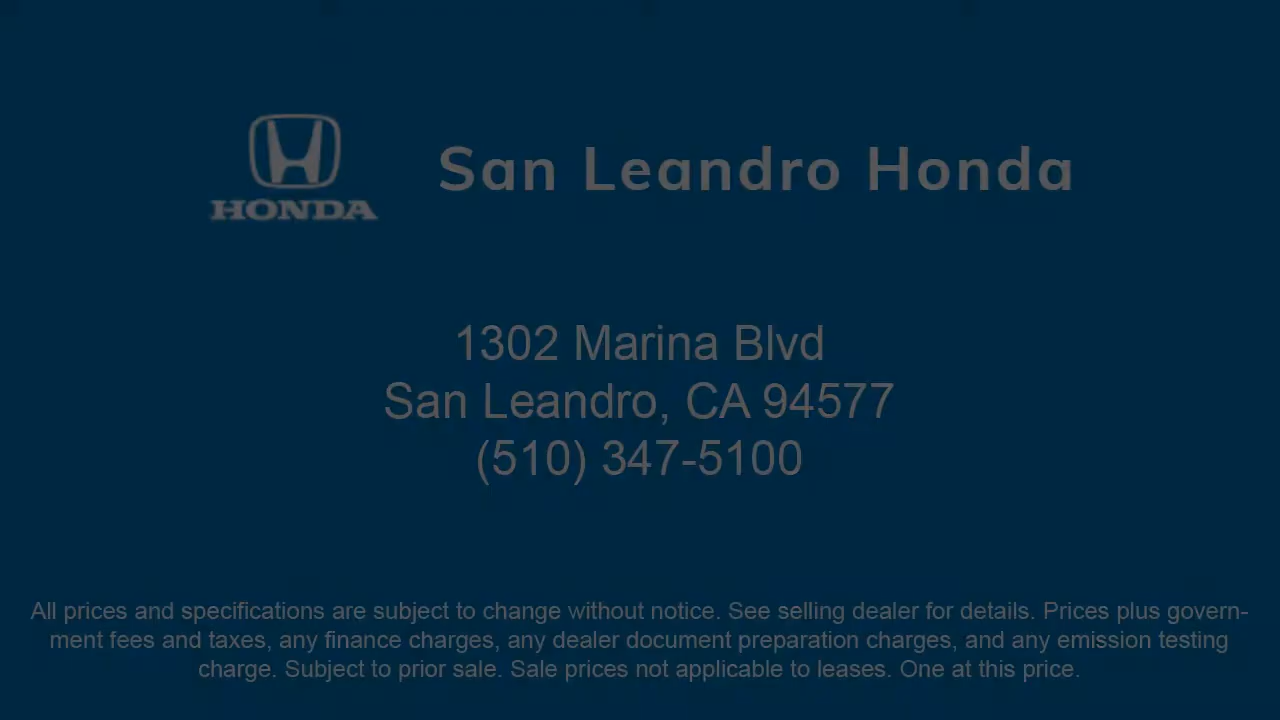 HONDA
San Leandro Honda
1302 Marina Blvd
San Leandro, CA 94577
(510) 347-5100
All prices and specifications are subject to change without notice. See selling dealer for details. Prices plus govern-
ment fees and taxes, any finance charges, any dealer document preparation charges, and any emission testing
charge. Subject to prior sale. Sale prices not applicable to leases. One at this price.